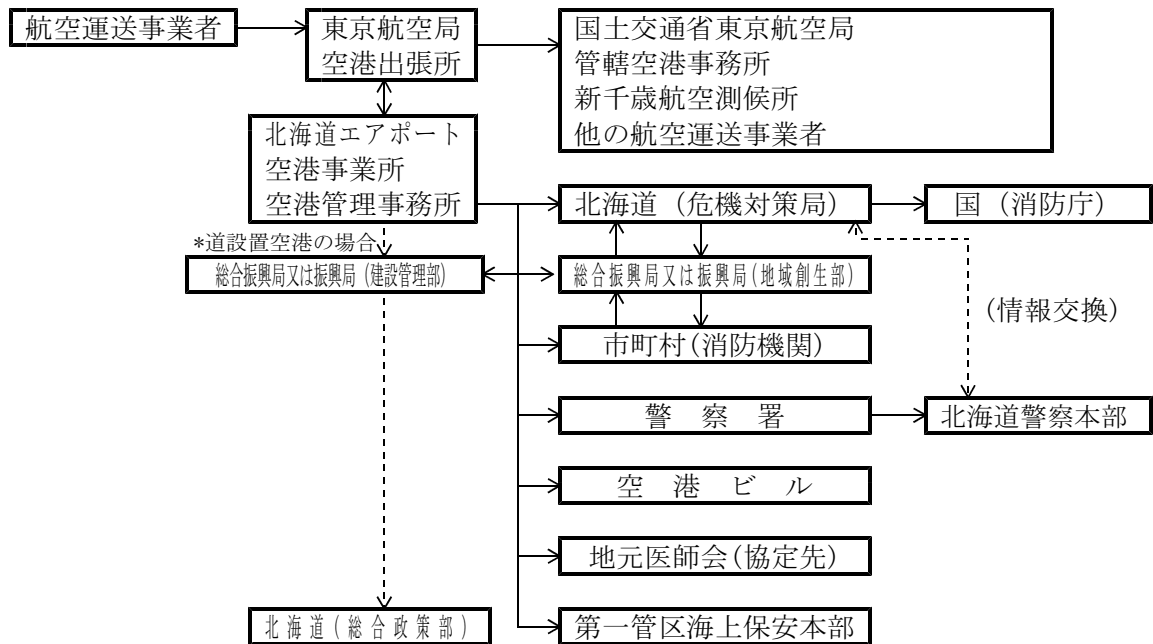 航空運送事業者
東京航空局
空港出張所
国土交通省東京航空局
管轄空港事務所
新千歳航空測候所
他の航空運送事業者
北海道エアポート
空港事業所
空港管理事務所
北海道（危機対策局）
国（消防庁）
*道設置空港の場合
総合振興局又は振興局（建設管理部）
総合振興局又は振興局（地域創生部）
（情報交換）
市町村（消防機関）
警　察　署
北海道警察本部
空　港　ビ　ル
地元医師会（協定先）
北海道（総合政策部）
第一管区海上保安本部